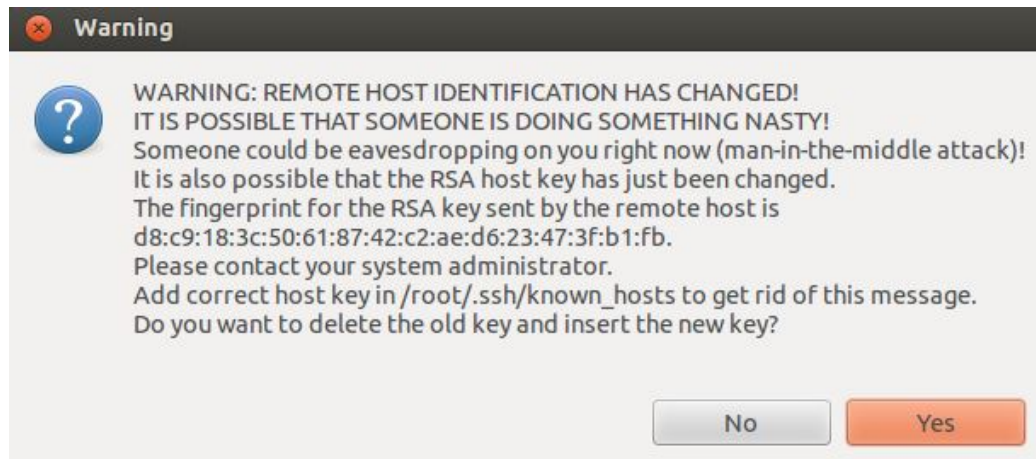 Warning
WARNING: REMOTE HOST IDENTIFICATION HAS CHANGED!
IT IS POSSIBLE THAT SOMEONE IS DOING SOMETHING NASTY!
Someone could be eavesdropping on you right now (man-in-the-middle attack)!
It is also possible that the RSA host key has just been changed.
The fingerprint for the RSA key sent by the remote host is
d8:c9:18:3c:50:61:87:42:c2:ae:d6:23:47:3f:b1:fb.
Please contact your system administrator.
Add correct host key in /root/.ssh/known_hosts to get rid of this message.
Do you want to delete the old key and insert the new key?
No Yes